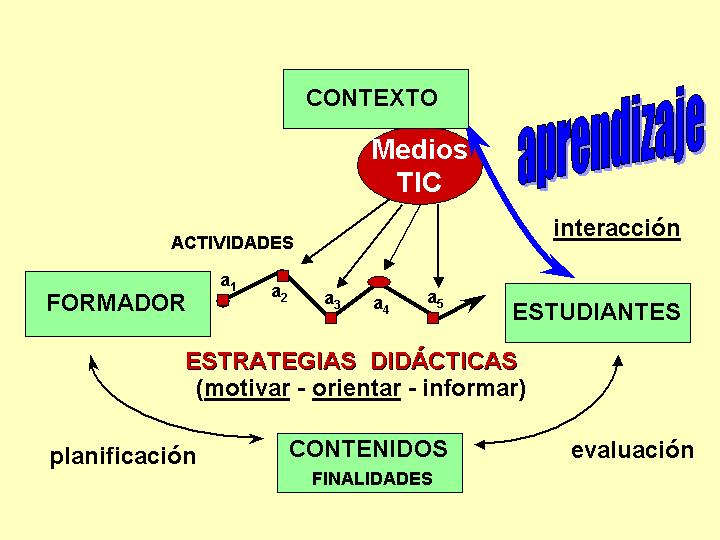 CONTEXTO
aprendizaje
Medios
TIC
interacción
ACTIVIDADES
a1
a2
a3
a4
a5
FORMADOR
ESTUDIANTES
ESTRATEGIAS DIDÁCTICAS
(motivar - orientar - informar)
planificación
CONTENIDOS
FINALIDADES
evaluación